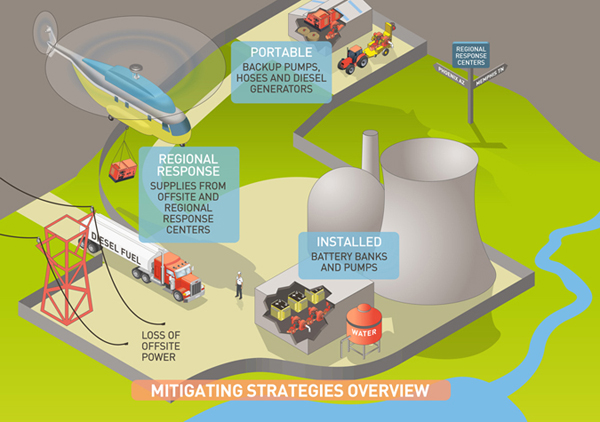 PORTABLE
BACKUP PUMPS,
HOSES AND DIESEL
GENERATORS
REGIONAL
RESPONSE
CENTERS
PHOENIX AZ
MEMPHIS TN
REGIONAL
RESPONSE
SUPPLIES FROM
OFFSITE AND
REGIONAL
RESPONSE
CENTERS
DIESEL FUEL
INSTALLED
BATTERY BANKS
AND PUMPS
WATER
LOSS OF
OFFSITE
POWER
MITIGATING STRATEGIES OVERVIEW